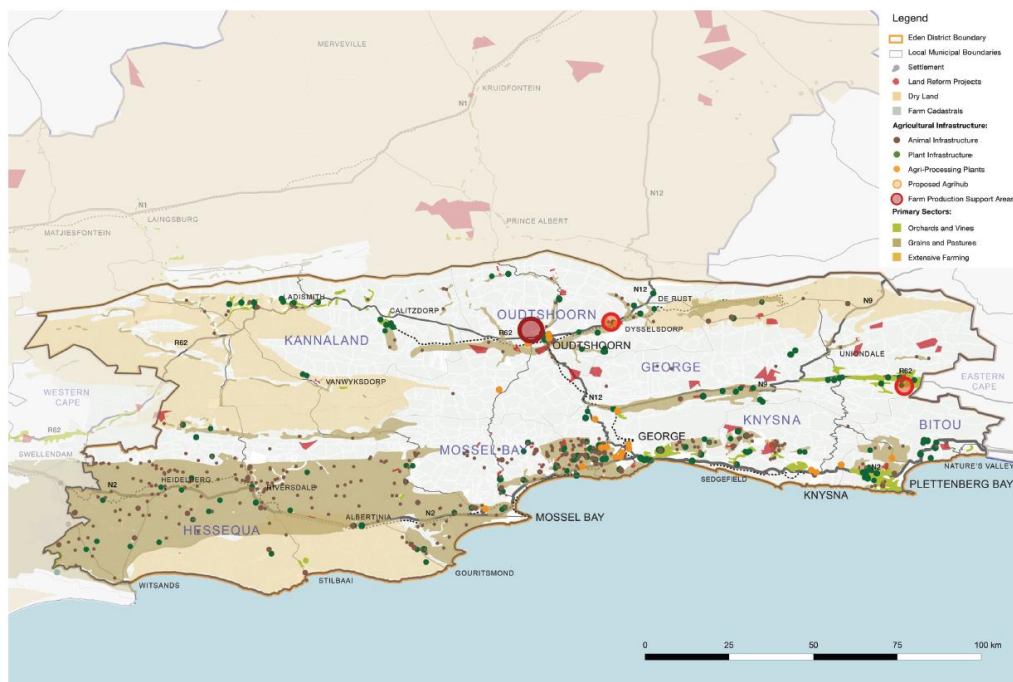 MERVEVILLE
KRUIDFONTEIN
N1
N1
N12
LAINGSBURG
MATJIESFONTEIN
PRINCE ALBERT
Legend
Eden District Boundary
Local Municipal Boundaries
Settlement
Land Reform Projects
Dry Land
Farm Cadastrals
Agricultural Infrastructure:
Animal Infrastructure
Plant Infrastructure
Agri-Processing Plants
Proposed Agrihub
Farm Production Support Areas
Primary Sectors:
Orchards and Vines
Grains and Pastures
Extensive Farming
LADISMITH
CALITZDORP
OUDTSHOORN
N12
DE RUST
N9
R62
DYSSELSDORP
OUDTSHOORN
R62
KANNALAND
UNIONDALE
GEORGE
R62
VANWYKSDORP
N9
EASTERN
CAPE
WESTERN
CAPE
N12
KNYSNA
BITOU
R62
MOSSEL BAY
GEORGE
SWELLENDAM
N2
NATURE'S VALLEY
HEIDELBERG
RIVERSDALE
SEDGEFIELD
PLETTENBERG BAY
N2
KNYSNA
ALBERTINIA
N2
MOSSEL BAY
HESSEQUA
GOURITSMOND
WITSANDS
STILBAAI
0 25 50 75 100 km